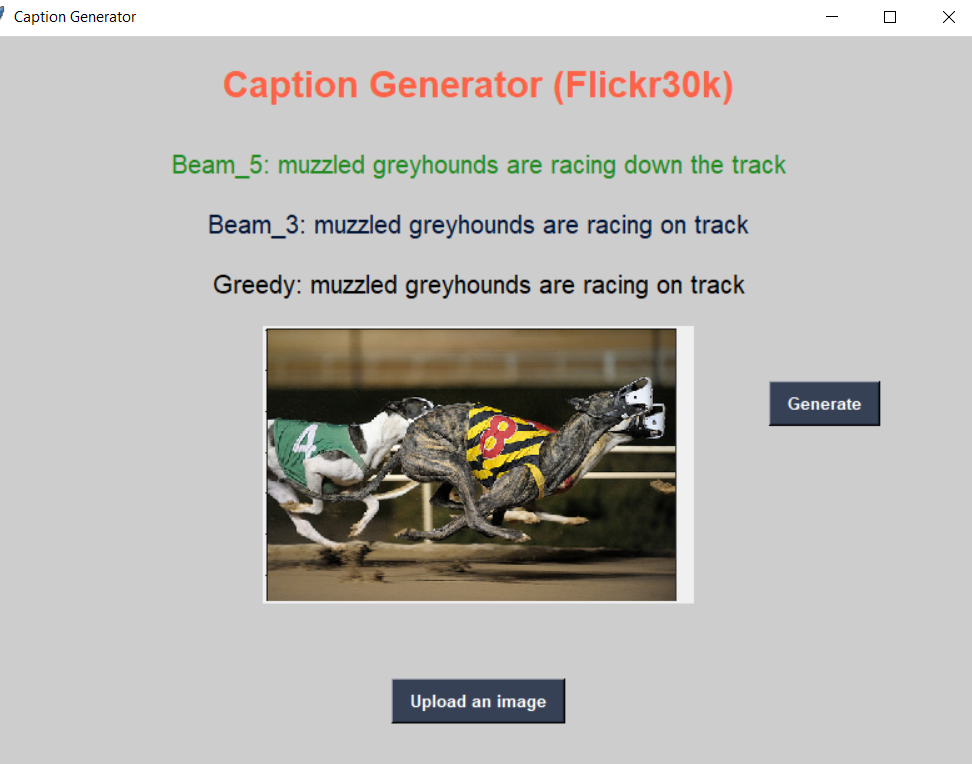 Caption Generator
Caption Generator (Flickr30k)
Beam_5: muzzled greyhounds are racing down the track
Beam_3: muzzled greyhounds are racing on track
Greedy: muzzled greyhounds are racing on track
4
8
Generate
Upload an image